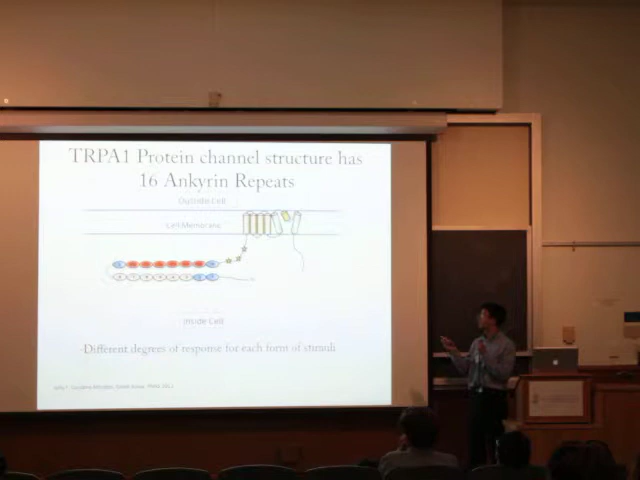 TRPA1 Protein channel structure has
16 Ankyrin Repeats
Outside Cell
Cell Membrane
Inside Cell
-Different degrees of response for each form of stimuli